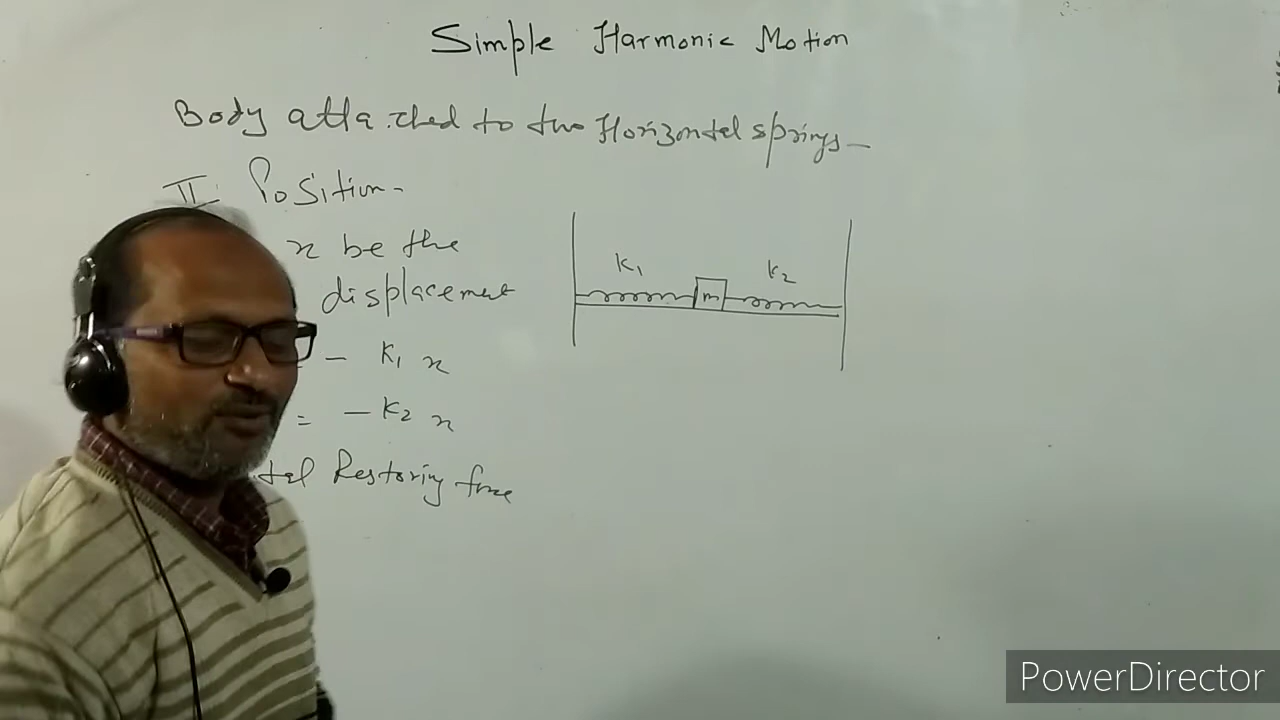 Simple Harmonic Motion
Body attached to two Horizontal springs-
II Position-
x be the
displacement
K1 K2
m
- K1 x
= - K2 x
tal Restoring force
PowerDirector